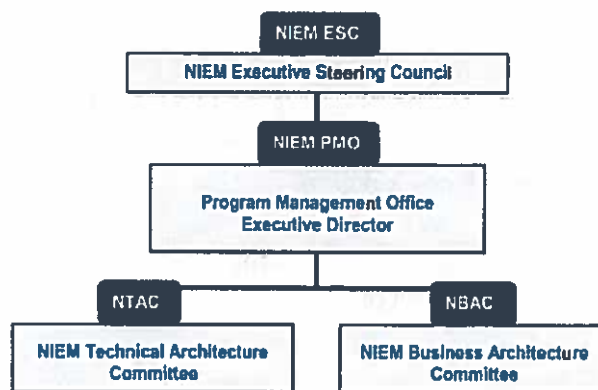 NIEM ESC
NIEM Executive Steering Council
NIEM PMO
Program Management Office
Executive Director
NTAC
NIEM Technical Architecture
Committee
NBAC
NIEM Business Architecture
Committee